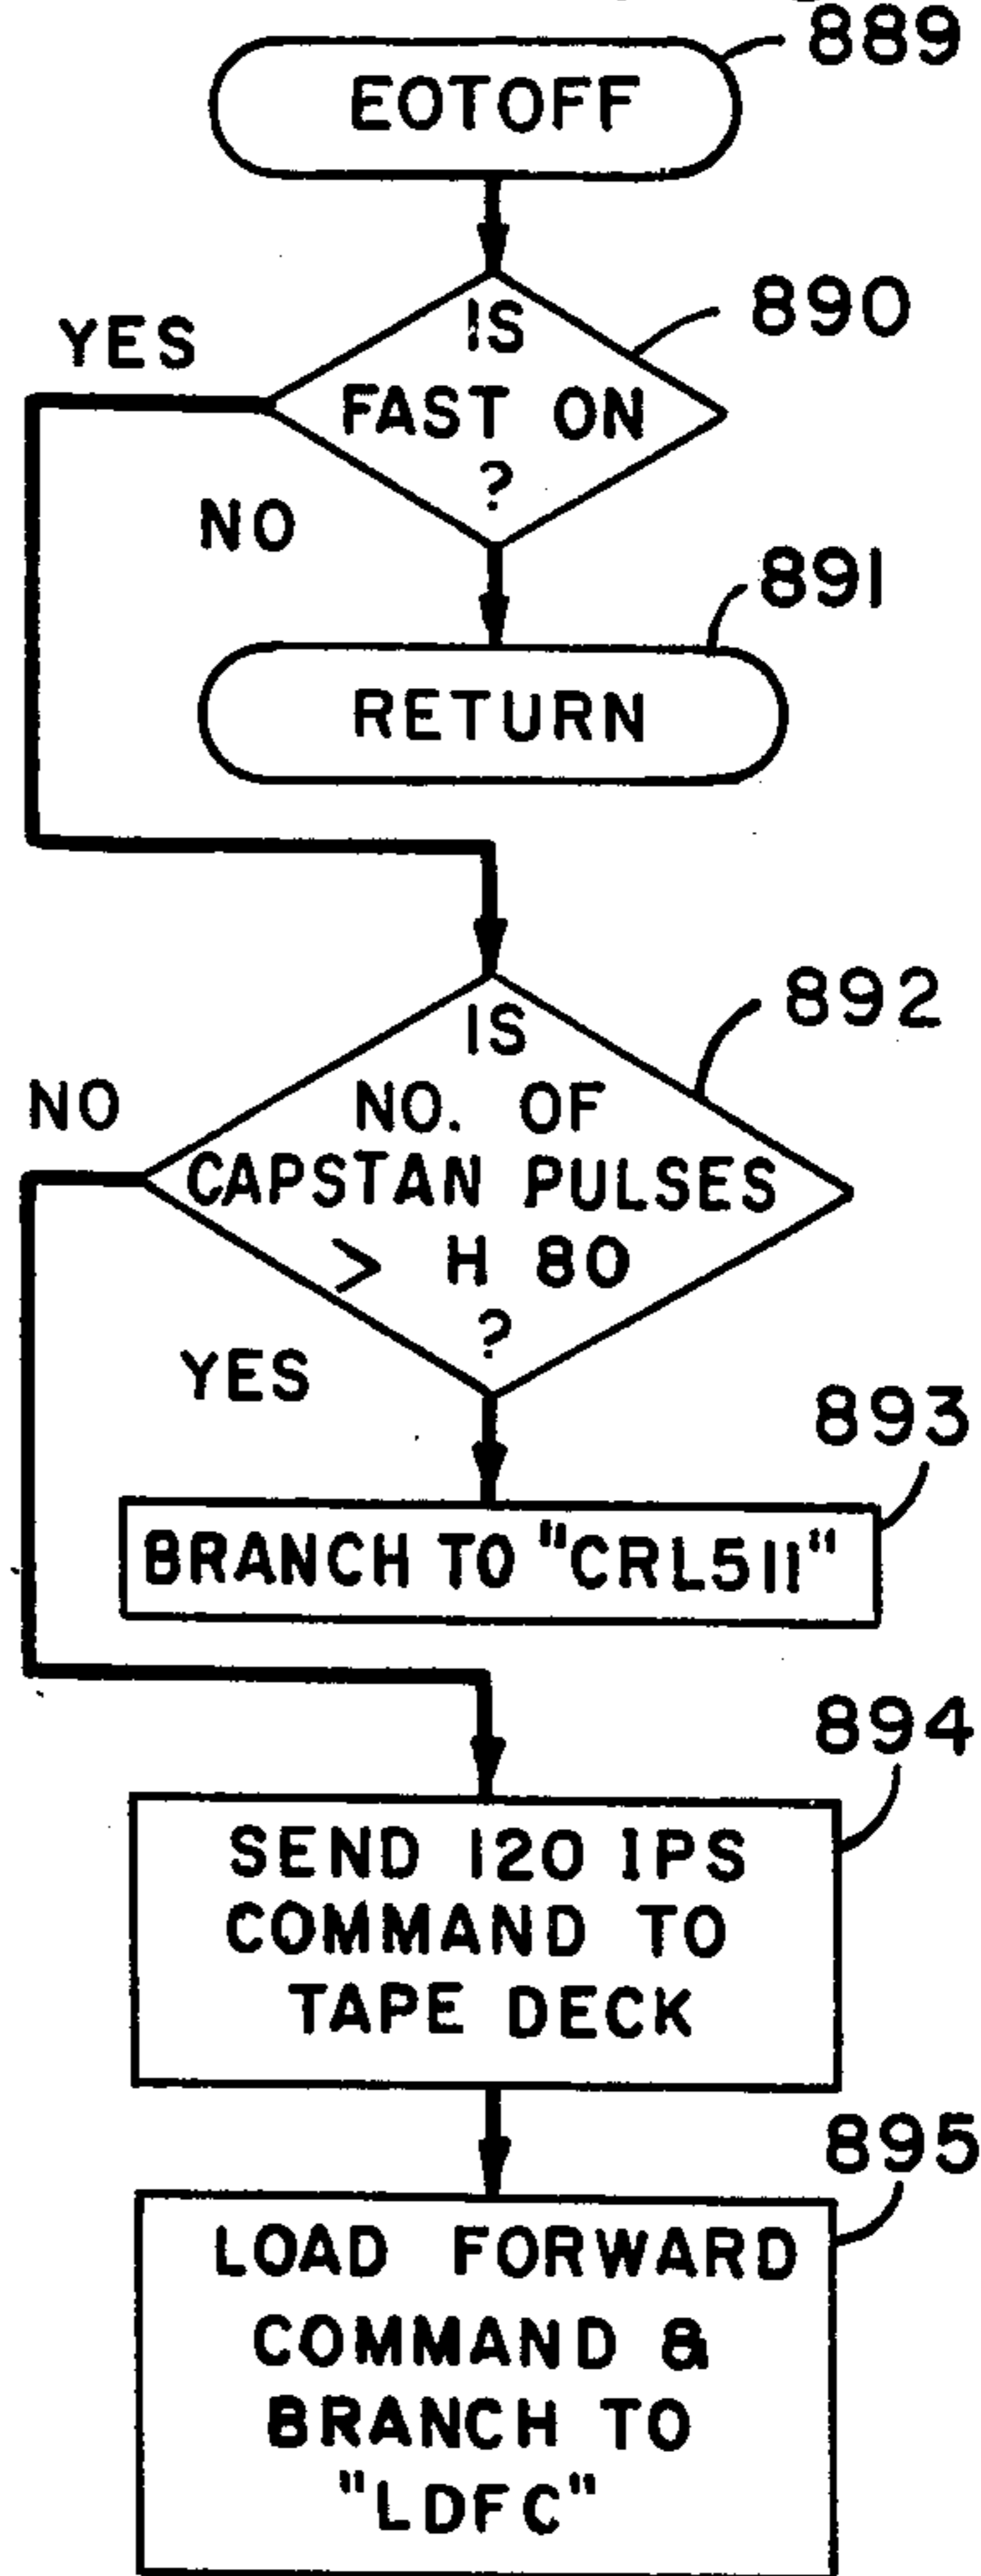 889
EOTOFF
890
YES
IS
FAST ON
?
NO
891
RETURN
892
IS
NO. OF
CAPSTAN PULSES
> H 80
?
NO
YES
893
BRANCH TO "CRL511"
894
SEND 120 IPS
COMMAND TO
TAPE DECK
895
LOAD FORWARD
COMMAND &
BRANCH TO
"LDFC"